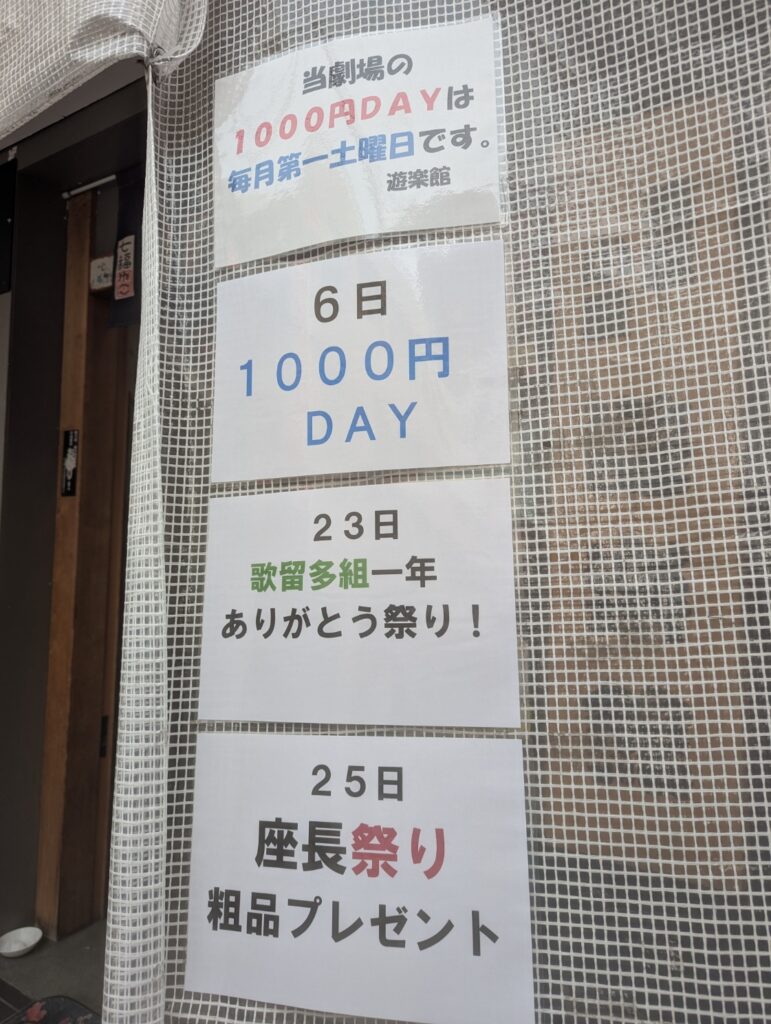 当劇場の
１０００円ＤＡＹは
毎月第一土曜日です。
遊楽館
６日
１０００円
ＤＡＹ
２３日
歌留多組一年
ありがとう祭り！
２５日
座長祭り
粗品プレゼント